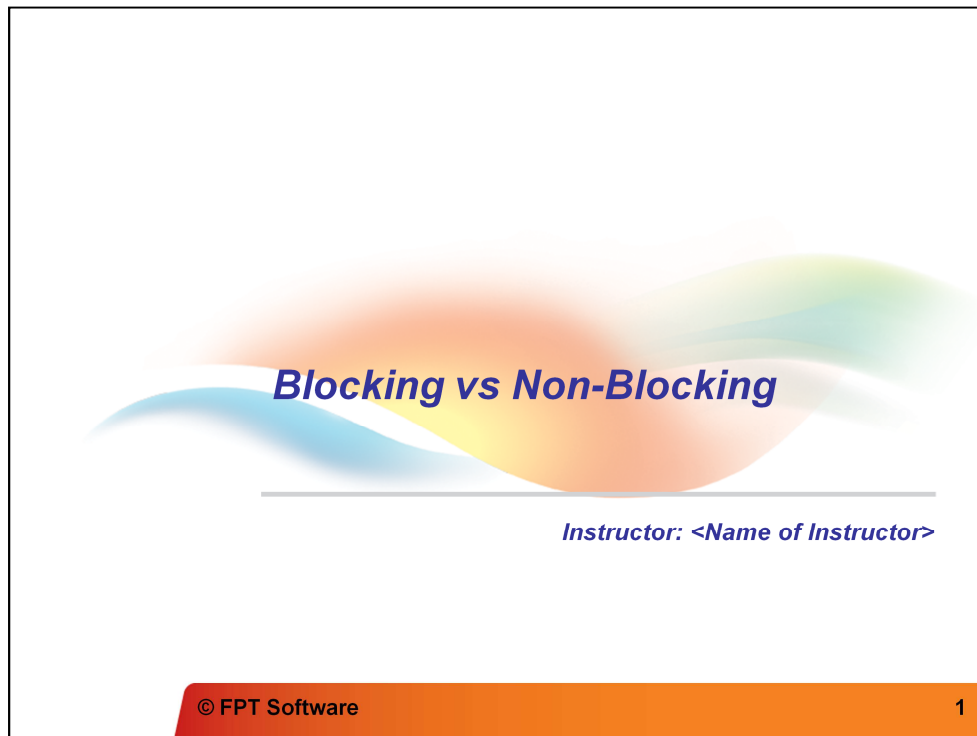 Blocking vs Non-Blocking
Instructor: <Name of Instructor>
© FPT Software
1